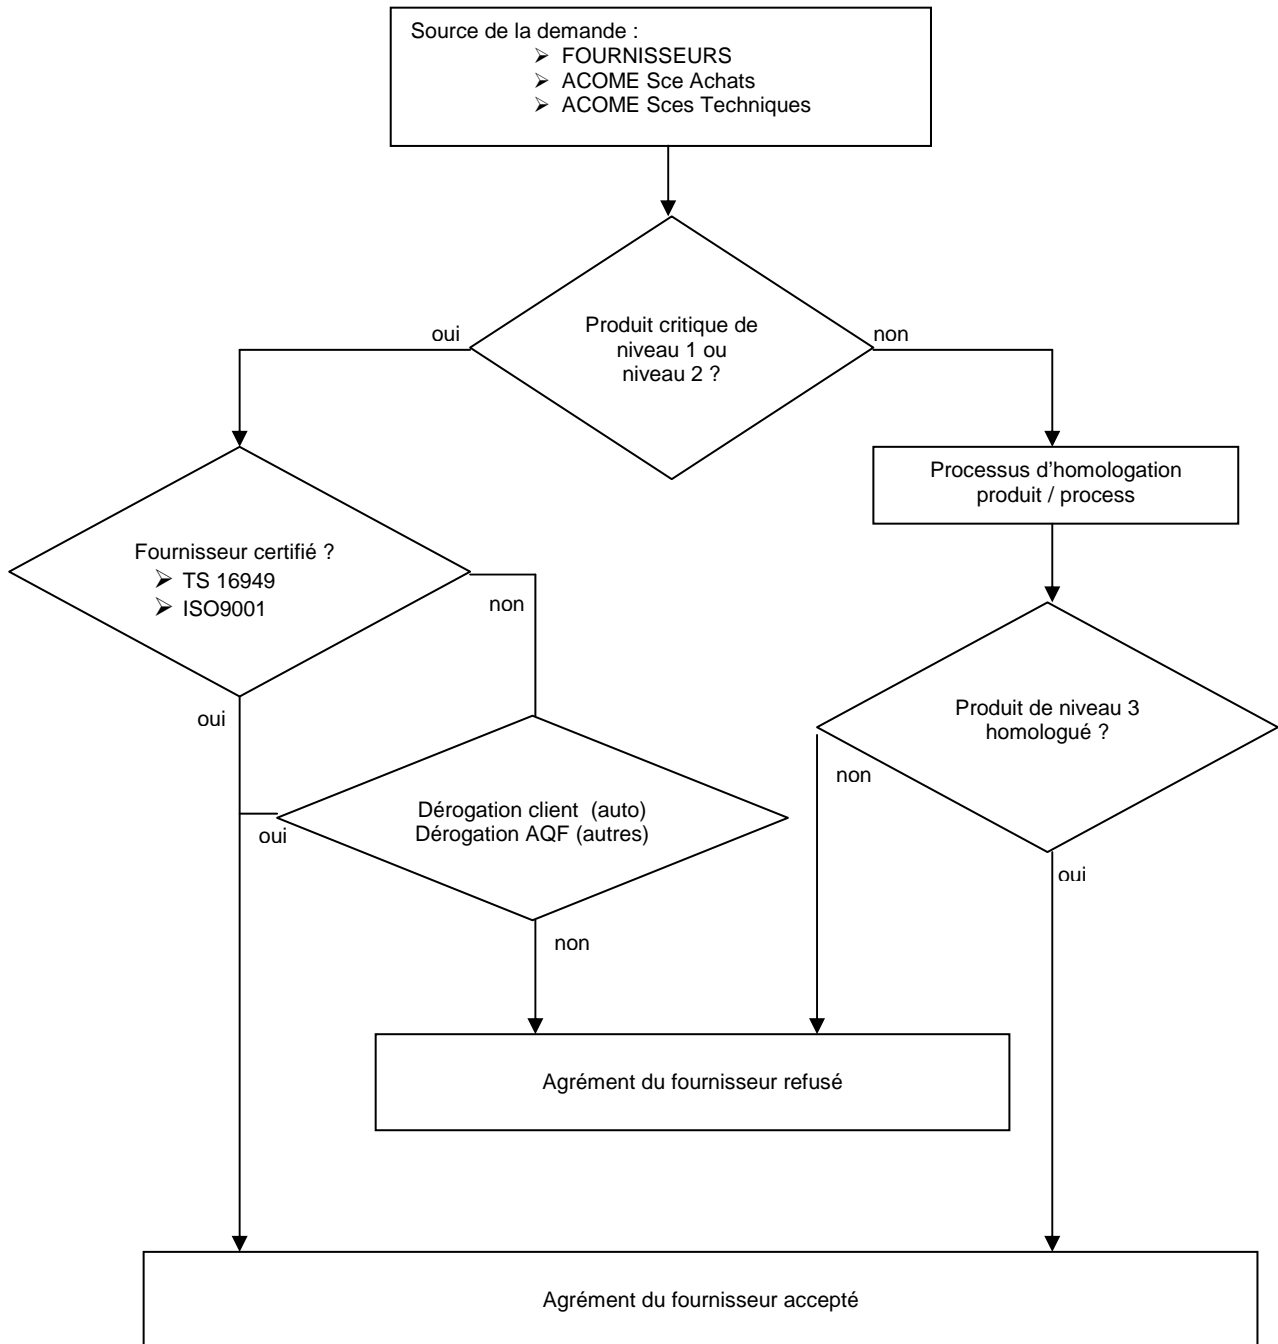 Source de la demande :
➢ FOURNISSEURS
➢ ACOME Sce Achats
➢ ACOME Sces Techniques
Produit critique de
niveau 1 ou
niveau 2 ?
oui
non
Processus d'homologation
produit / process
Fournisseur certifié ?
➢ TS 16949
➢ ISO9001
non
oui
Produit de niveau 3
homologué ?
non
oui
Dérogation client (auto)
Dérogation AQF (autres)
oui
non
Agrément du fournisseur refusé
Agrément du fournisseur accepté